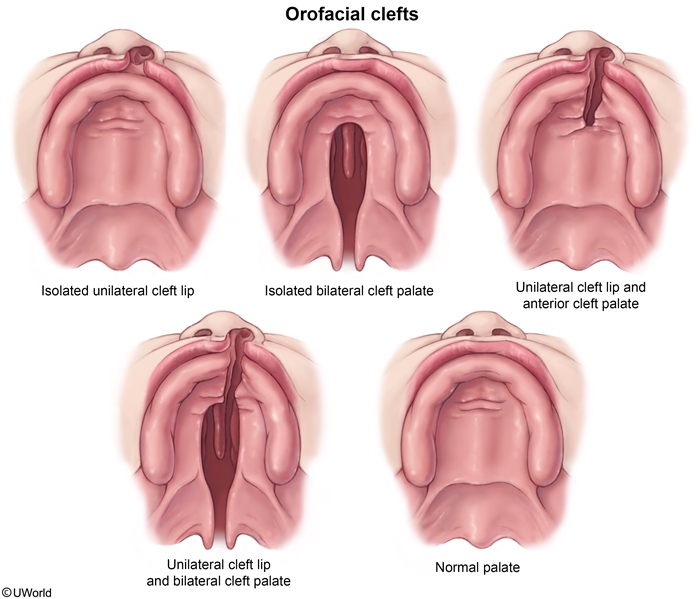 Orofacial clefts
Isolated unilateral cleft lip
Isolated bilateral cleft palate
Unilateral cleft lip and
anterior cleft palate
Unilateral cleft lip
and bilateral cleft palate
Normal palate
©UWorld